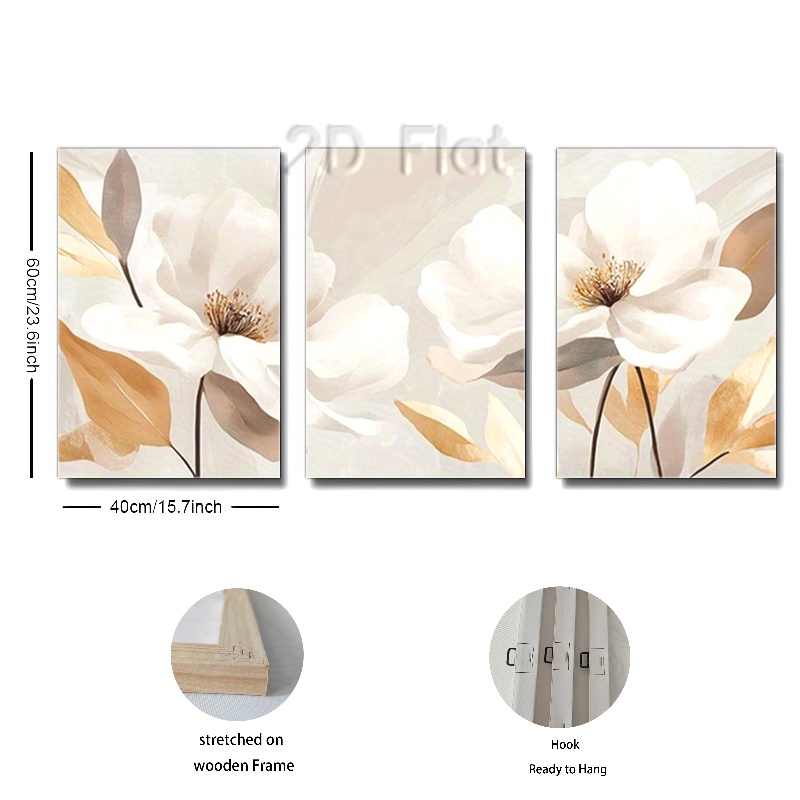 2D Flat
60cm/23.6inch
40cm/15.7inch
stretched on
wooden Frame
Hook
Ready to Hang